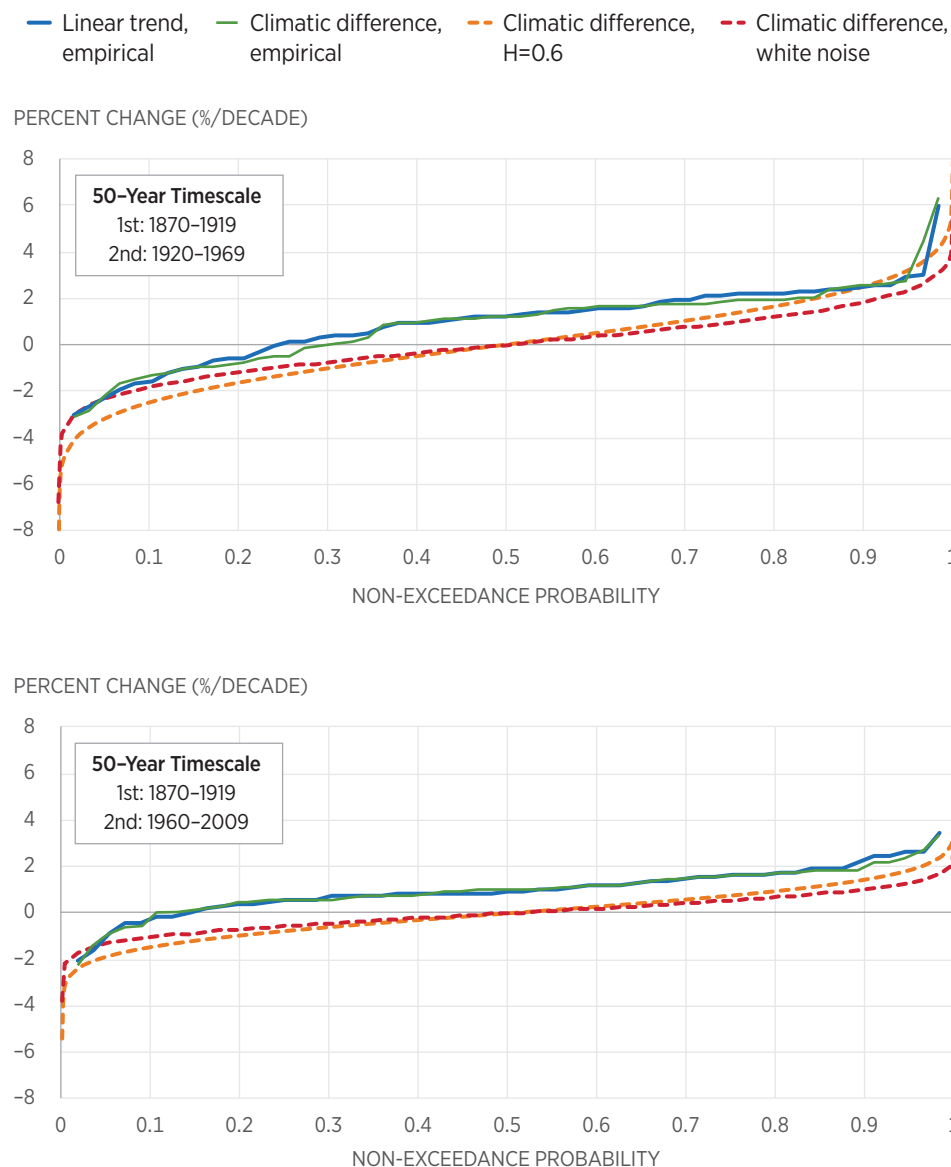 Linear trend, empirical
Climatic difference, empirical
Climatic difference, H=0.6
Climatic difference, white noise
PERCENT CHANGE (%/DECADE)
8
6
4
2
0
–2
–4
–6
–8
50–Year Timescale
1st: 1870–1919
2nd: 1920–1969
0 0.1 0.2 0.3 0.4 0.5 0.6 0.7 0.8 0.9 1
NON-EXCEEDANCE PROBABILITY
PERCENT CHANGE (%/DECADE)
8
6
4
2
0
–2
–4
–6
–8
50–Year Timescale
1st: 1870–1919
2nd: 1960–2009
0 0.1 0.2 0.3 0.4 0.5 0.6 0.7 0.8 0.9 1
NON-EXCEEDANCE PROBABILITY